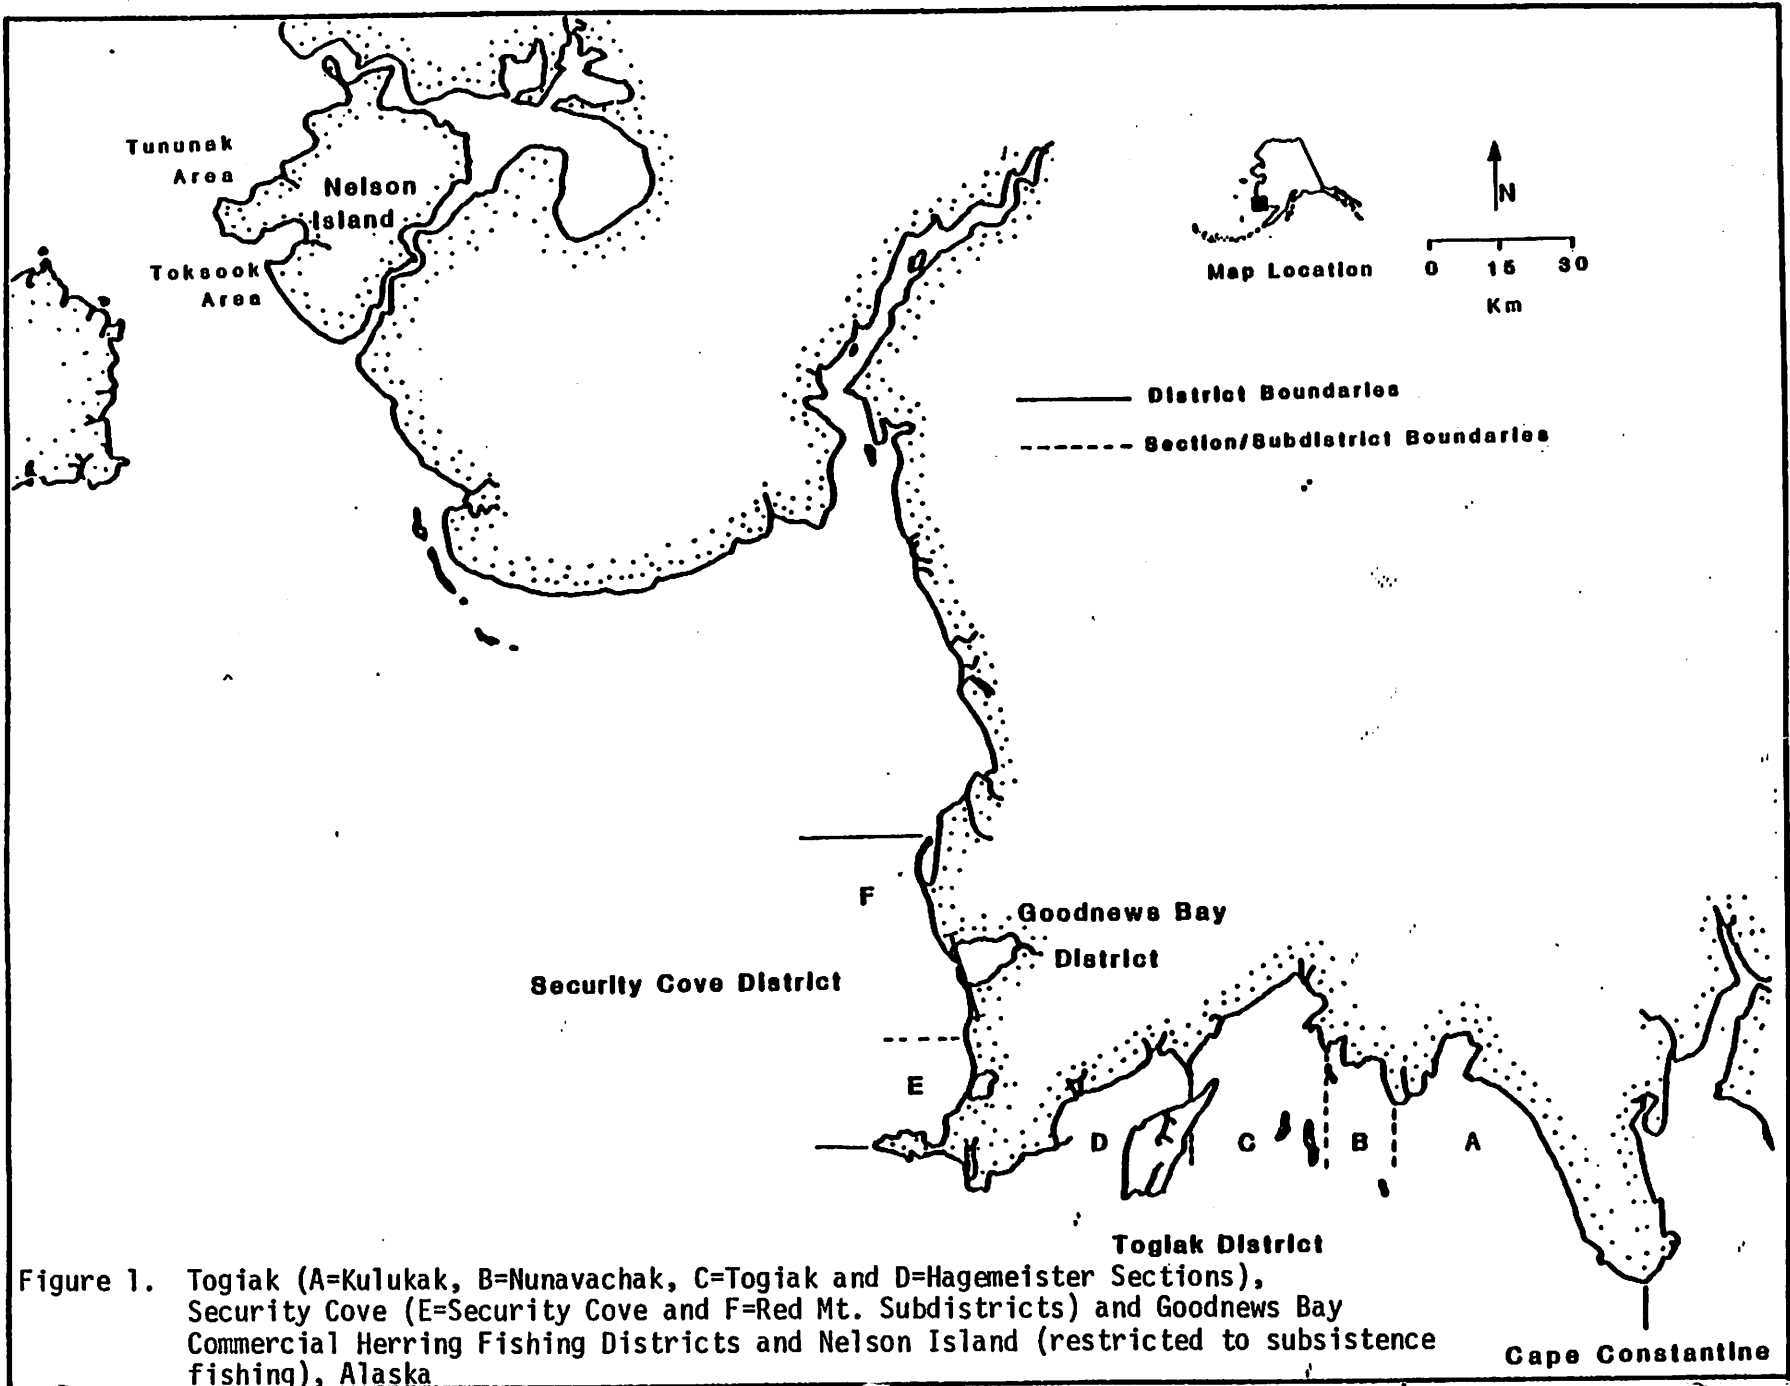 Tununak
Area
Nelson
Island
Toksook
Area
N
Map Location
0 15 30
Km
District Boundaries
Section/Subdistrict Boundaries
F
Goodnews Bay
District
Security Cove District
E
D
C
B
A
Togiak District
Figure 1. Togiak (A=Kulukak, B=Nunavachak, C=Togiak and D=Hagemeister Sections),
Security Cove (E=Security Cove and F=Red Mt. Subdistricts) and Goodnews Bay
Commercial Herring Fishing Districts and Nelson Island (restricted to subsistence
fishing), Alaska
Cape Constantine